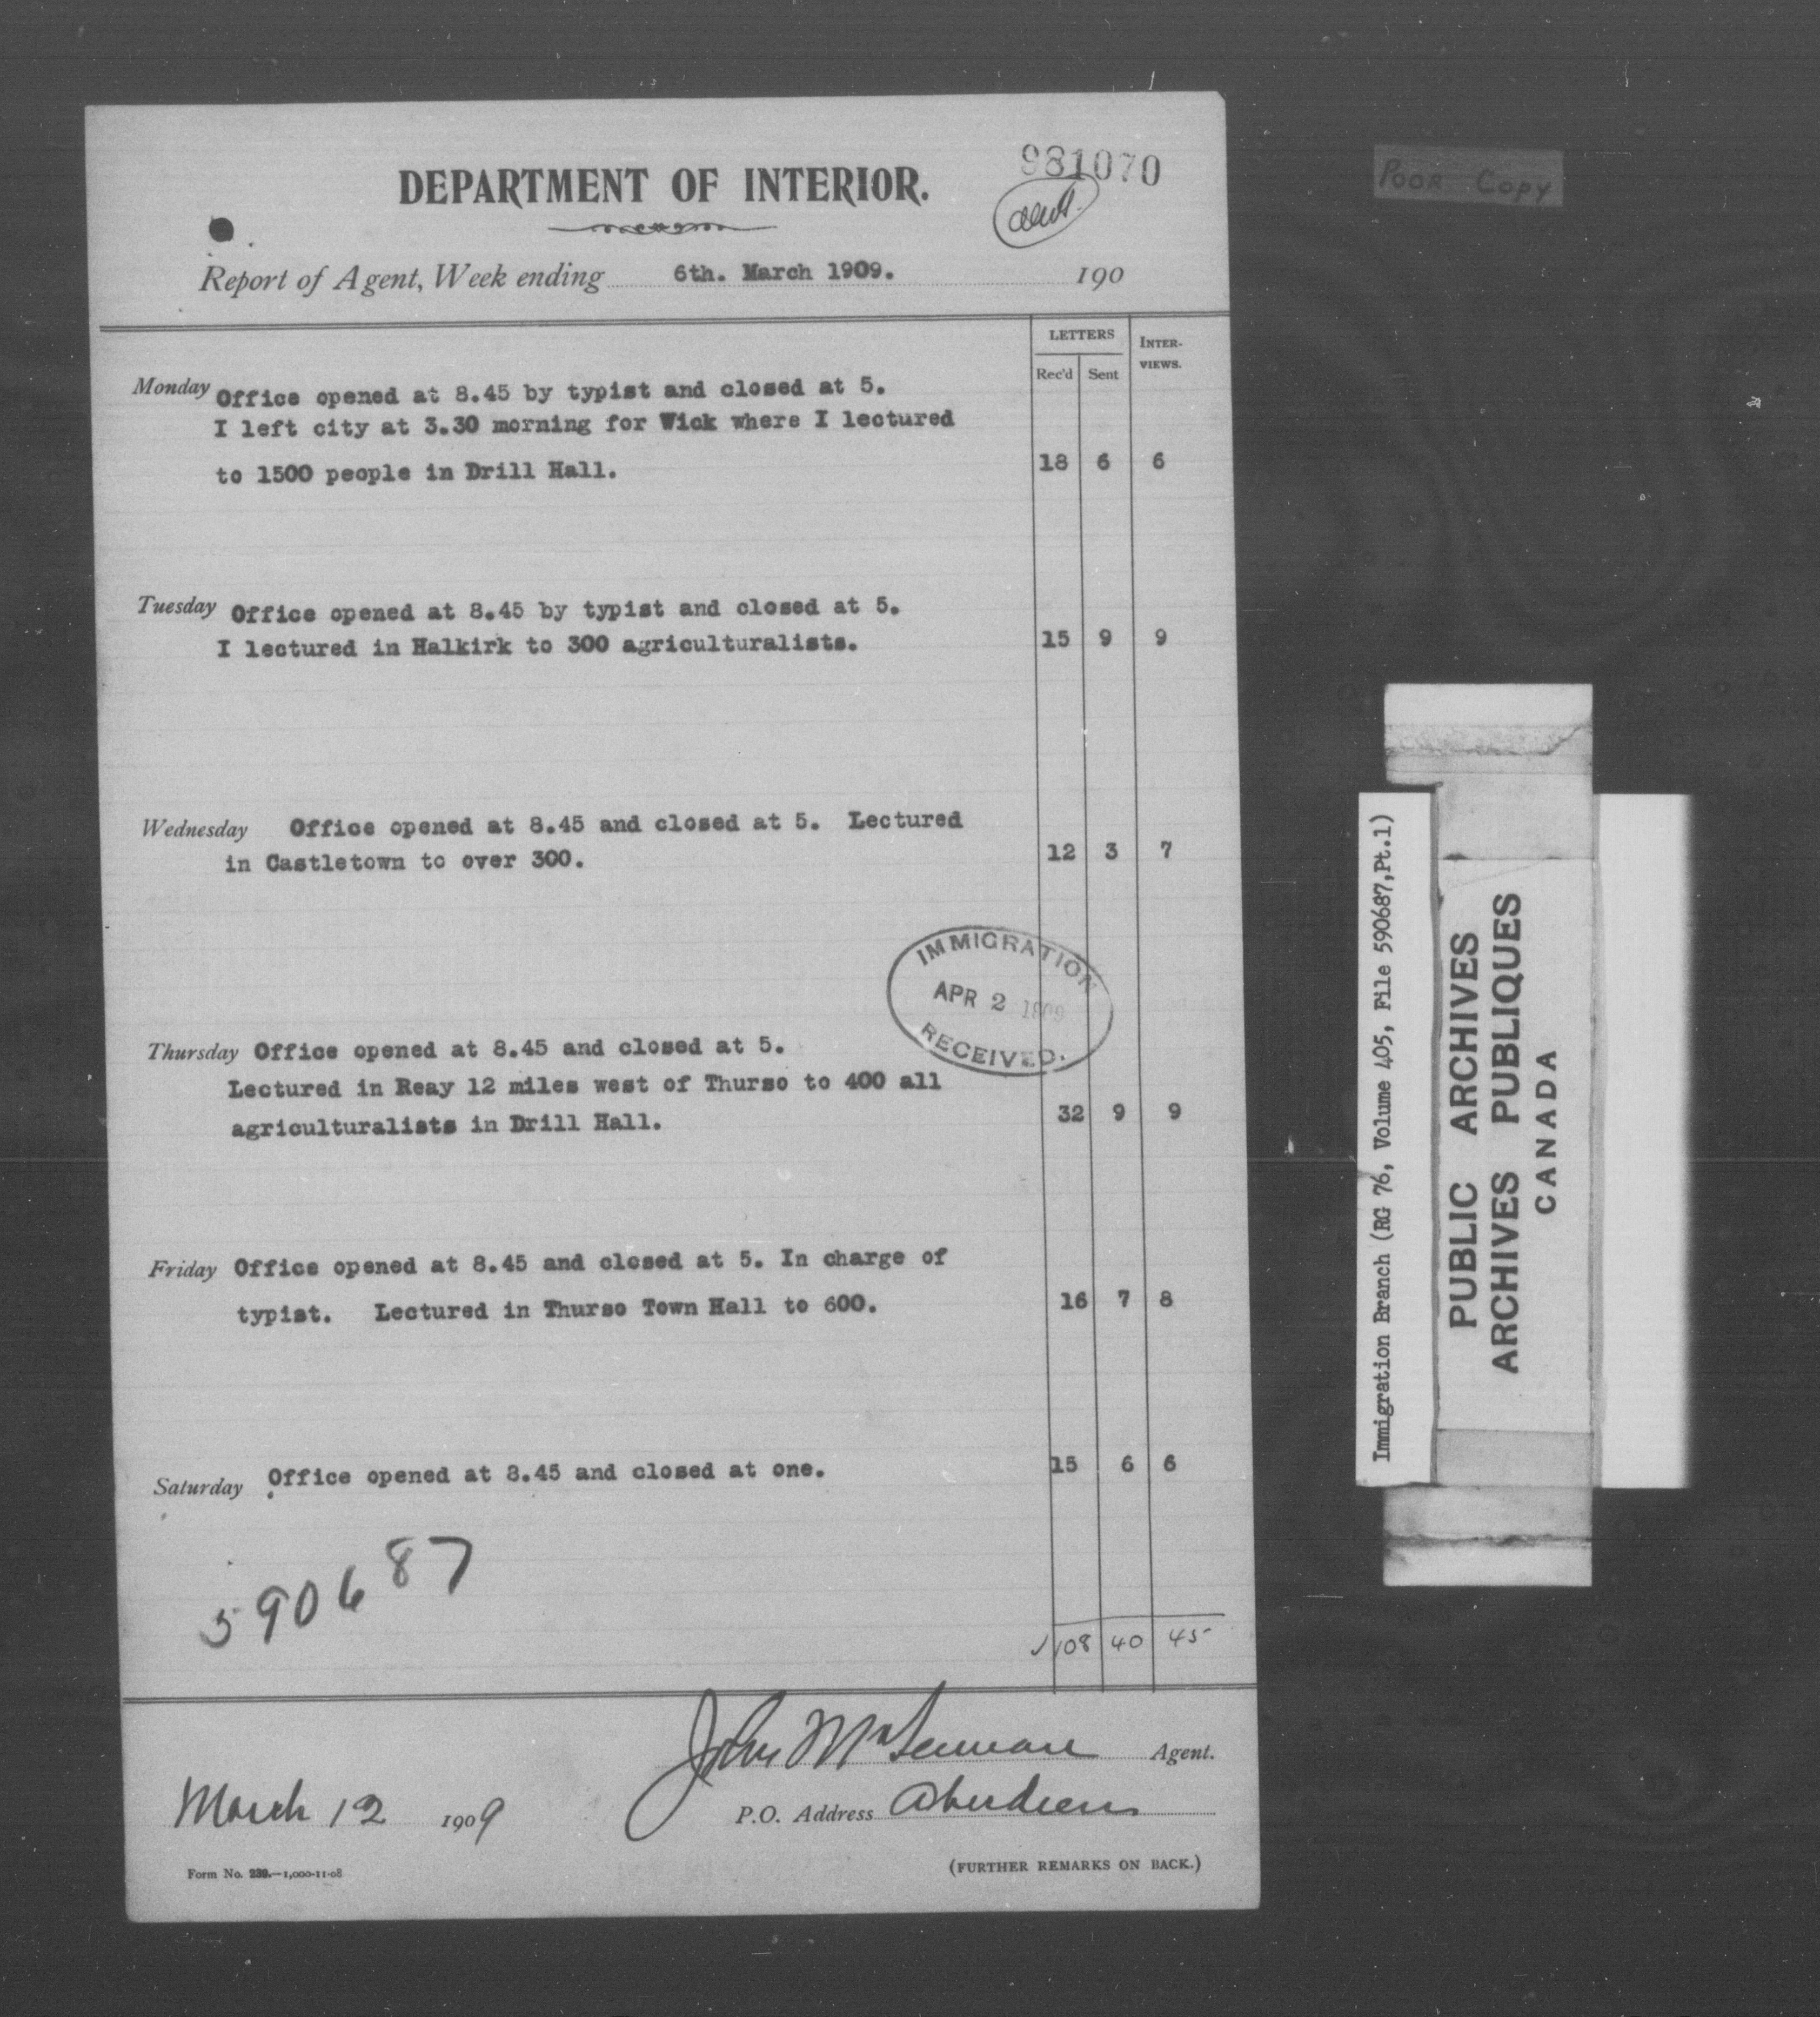 981070
POOR COPY
DEPARTMENT OF INTERIOR.
Report of Agent, Week ending 6th. March 1909. 190
LETTERS INTER-VIEWS.
Rec'd Sent
Monday Office opened at 8.45 by typist and closed at 5.
I left city at 3.30 morning for Wick where I lectured
to 1500 people in Drill Hall. 18 6 6
Tuesday Office opened at 8.45 by typist and closed at 5.
I lectured in Halkirk to 300 agriculturalists. 15 9 9
Wednesday Office opened at 8.45 and closed at 5. Lectured
in Castletown to over 300. 12 3 7
IMMIGRATION
APR 2 1909
RECEIVED.
Thursday Office opened at 8.45 and closed at 5.
Lectured in Reay 12 miles west of Thurso to 400 all
agriculturalists in Drill Hall. 32 9 9
Friday Office opened at 8.45 and closed at 5. In charge of
typist. Lectured in Thurso Town Hall to 600. 16 7 8
Saturday Office opened at 8.45 and closed at one. 15 6 6
590687
108 40 45
John McLennan Agent.
March 12 1909
P.O. Address Aberdeen
Form No. 239.—1,000-11-08
(FURTHER REMARKS ON BACK.)
Immigration Branch (RG 76, Volume 405, File 590687,Pt.1)
PUBLIC ARCHIVES
ARCHIVES PUBLIQUES
CANADA